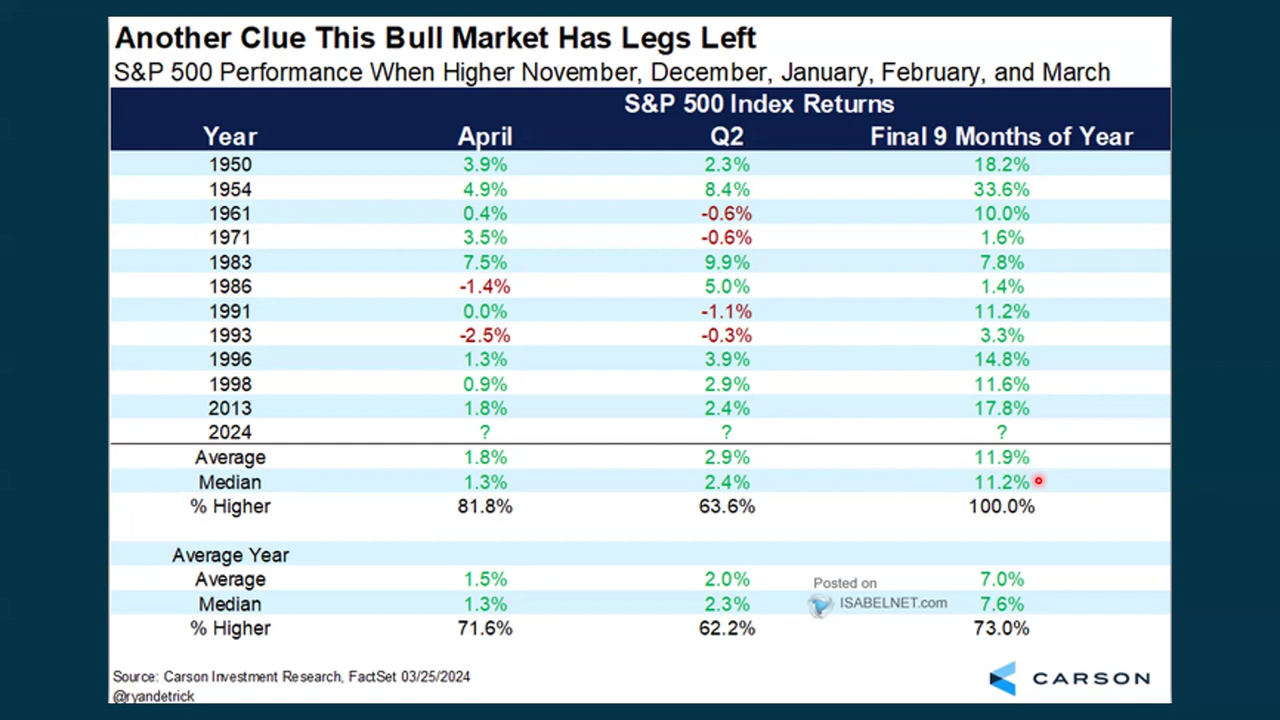 Another Clue This Bull Market Has Legs Left
S&P 500 Performance When Higher November, December, January, February, and March
S&P 500 Index Returns
Year April Q2 Final 9 Months of Year
1950 3.9% 2.3% 18.2%
1954 4.9% 8.4% 33.6%
1961 0.4% -0.6% 10.0%
1971 3.5% -0.6% 1.6%
1983 7.5% 9.9% 7.8%
1986 -1.4% 5.0% 1.4%
1991 0.0% -1.1% 11.2%
1993 -2.5% -0.3% 3.3%
1996 1.3% 3.9% 14.8%
1998 0.9% 2.9% 11.6%
2013 1.8% 2.4% 17.8%
2024 ? ? ?
Average 1.8% 2.9% 11.9%
Median 1.3% 2.4% 11.2%
% Higher 81.8% 63.6% 100.0%
Average Year
Average 1.5% 2.0% 7.0%
Median 1.3% 2.3% 7.6%
% Higher 71.6% 62.2% 73.0%
Posted on
ISABELNET.com
Source: Carson Investment Research, FactSet 03/25/2024
@ryandetrick
CARSON